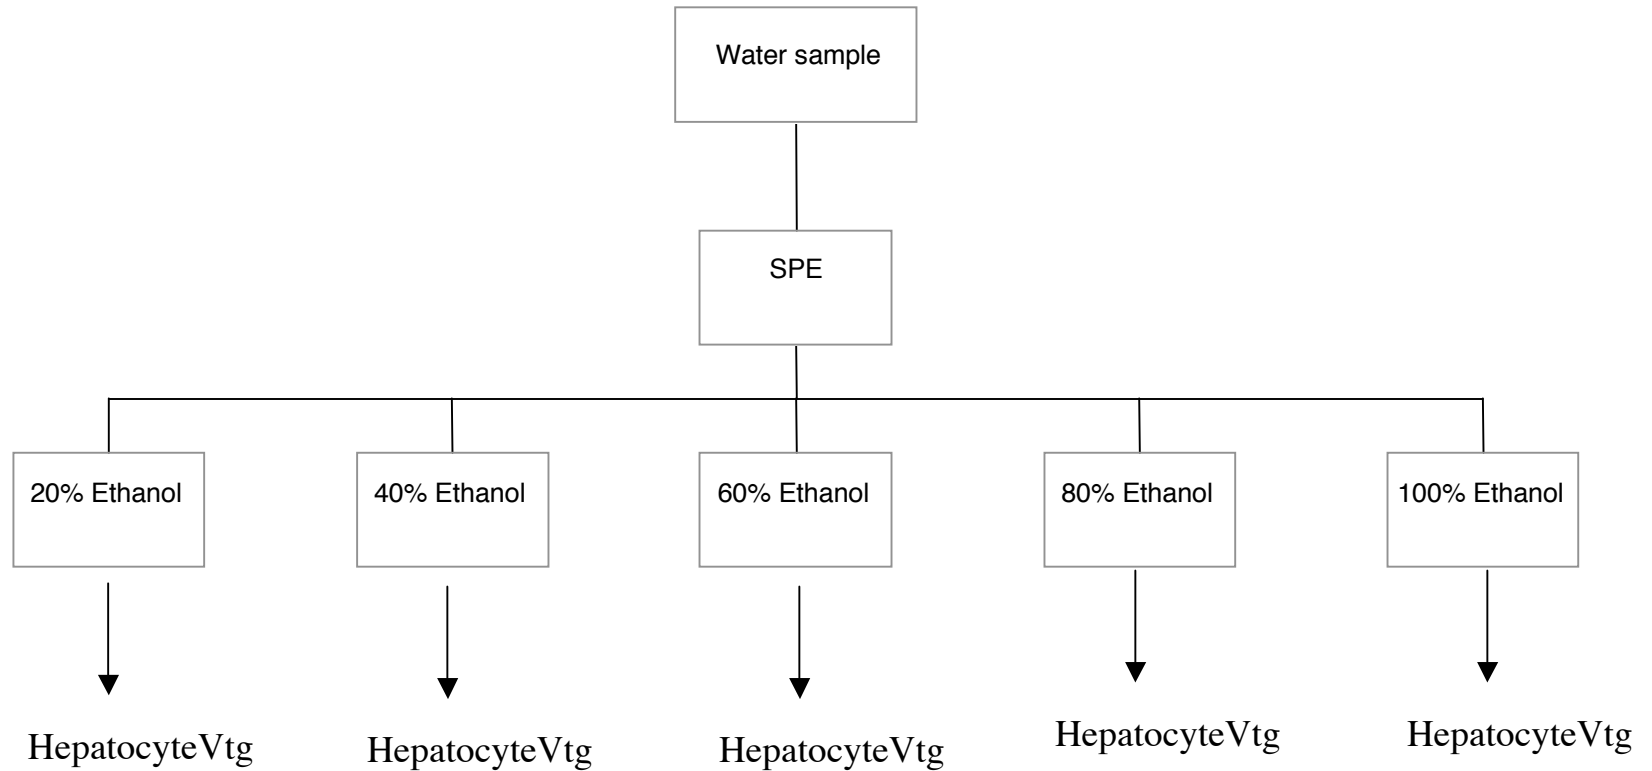 Water sample
SPE
20% Ethanol
40% Ethanol
60% Ethanol
80% Ethanol
100% Ethanol
HepatocyteVtg
HepatocyteVtg
HepatocyteVtg
HepatocyteVtg
HepatocyteVtg